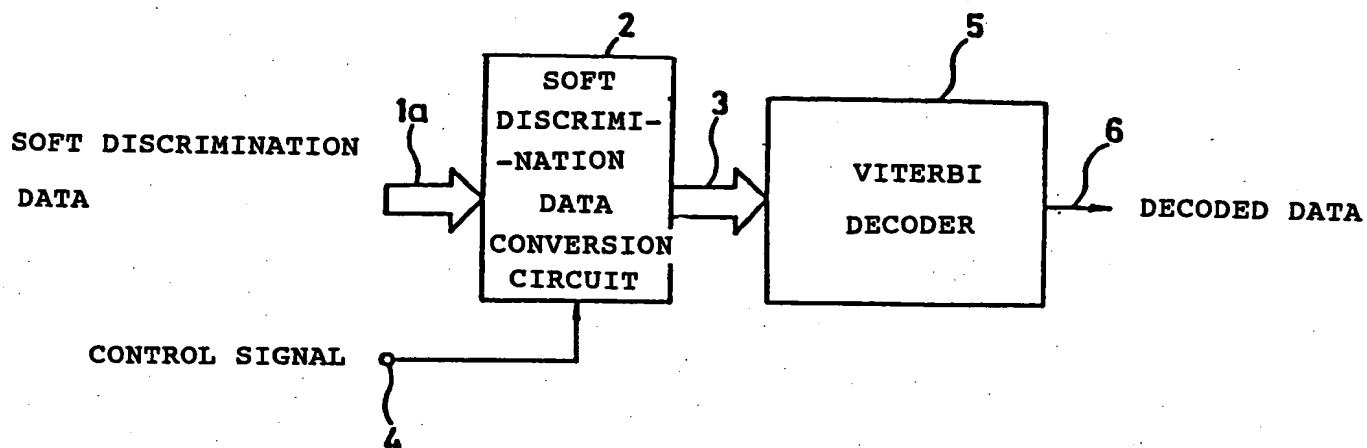 2
5
SOFT
DISCRIMI-
-NATION
DATA
CONVERSION
CIRCUIT
1a
3
6
SOFT DISCRIMINATION
DATA
VITERBI
DECODER
DECODED DATA
CONTROL SIGNAL
4